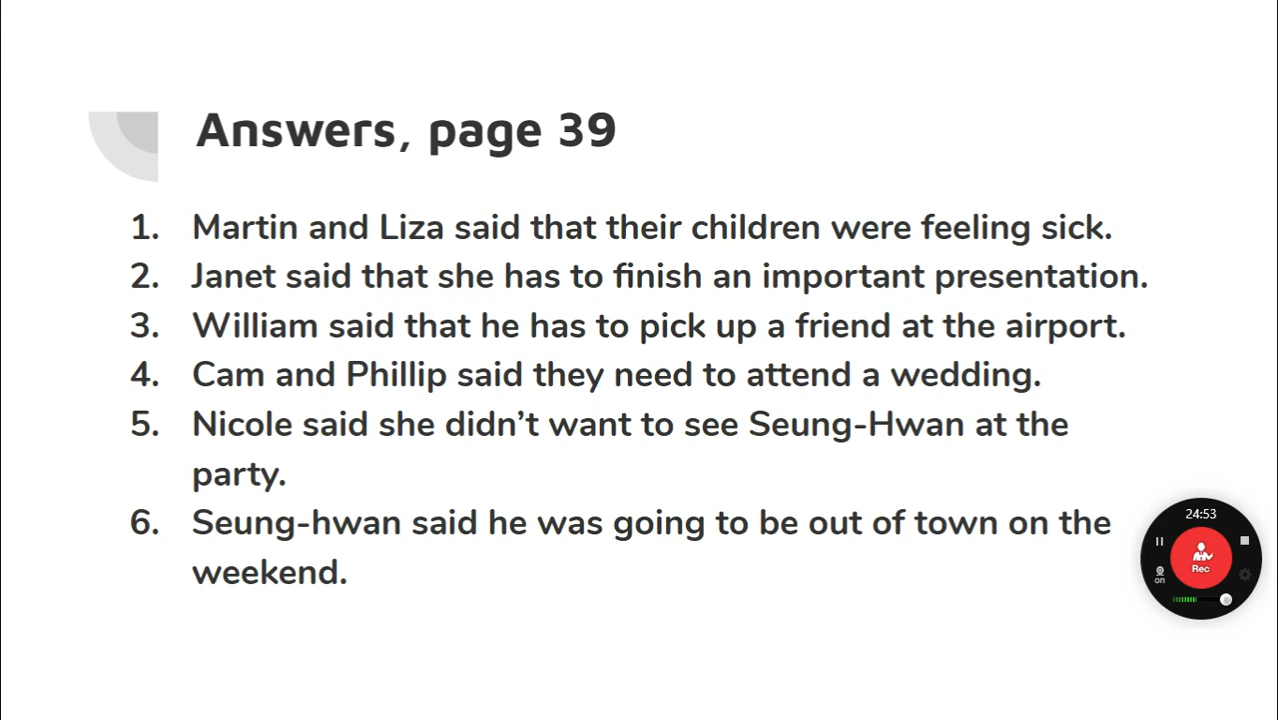 Answers, page 39
1. Martin and Liza said that their children were feeling sick.
2. Janet said that she has to finish an important presentation.
3. William said that he has to pick up a friend at the airport.
4. Cam and Phillip said they need to attend a wedding.
5. Nicole said she didn’t want to see Seung-Hwan at the
party.
6. Seung-hwan said he was going to be out of town on the
weekend.
24:53
Rec
on